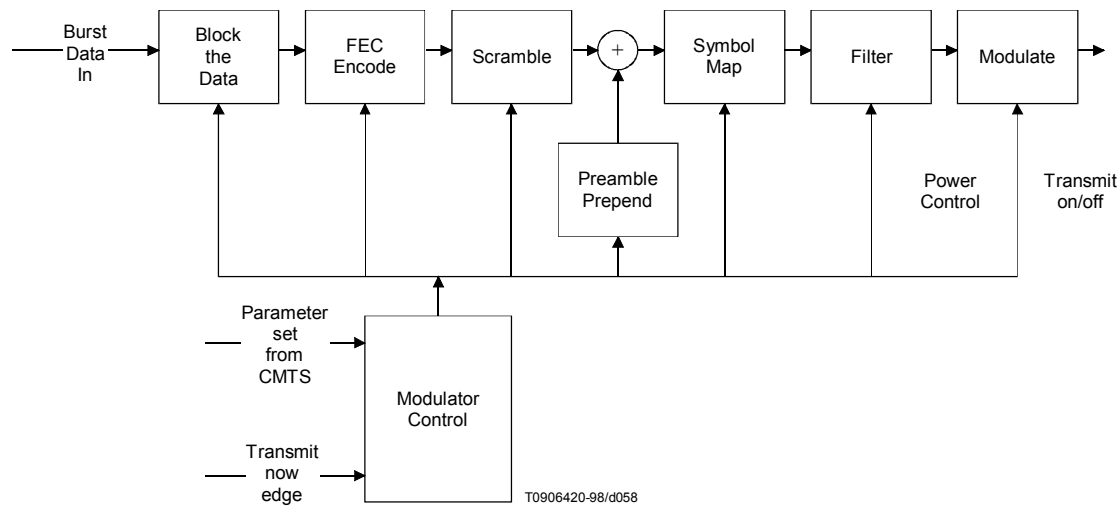 Burst
Data
In
Block
the
Data
FEC
Encode
Scramble
+
Symbol
Map
Filter
Modulate
Preamble
Prepend
Power
Control
Transmit
on/off
Parameter
set
from
CMTS
Modulator
Control
Transmit
now
edge
T0906420-98/d058